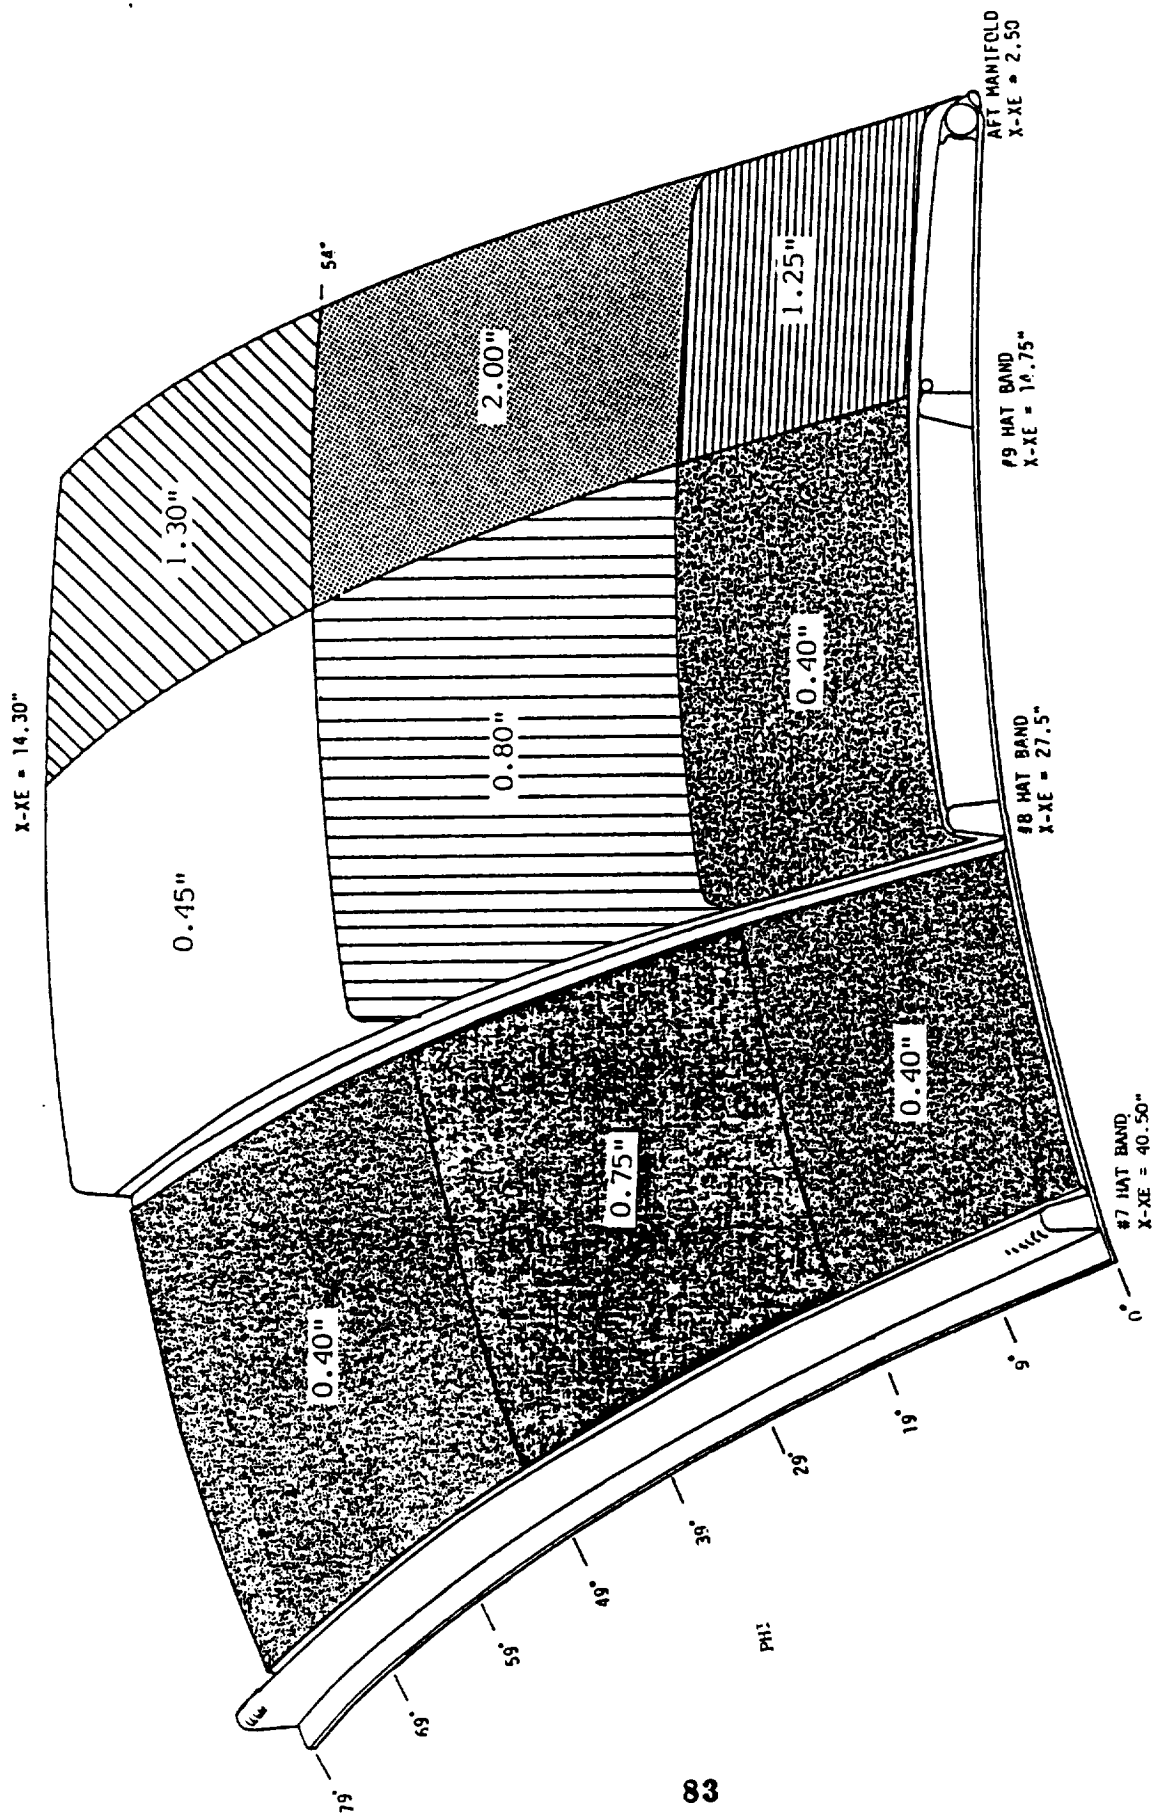 X-XE = 14.30"
54°
1.30"
2.00"
1.25"
0.45"
0.80"
0.40"
0.40"
0.75"
0.40"
AFT MANIFOLD
X-XE = 2.50
#9 HAT BAND
X-XE = 14.75"
#8 HAT BAND
X-XE = 27.5"
#7 HAT BAND
X-XE = 40.50"
0°
9°
19°
29°
39°
49°
59°
69°
79°
PHI
83